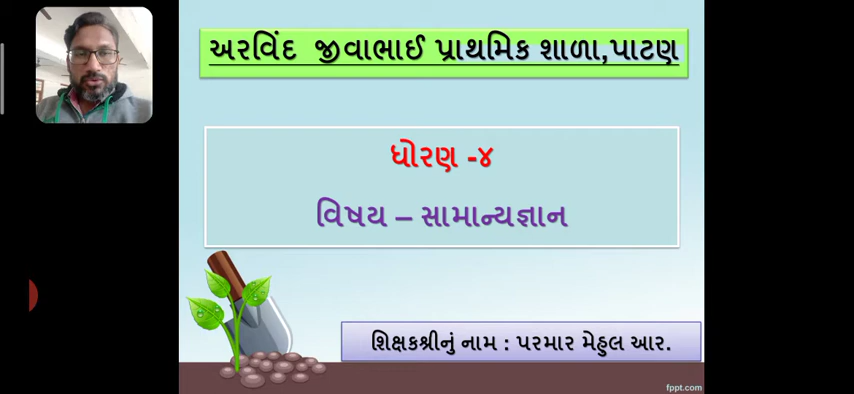 અરવિંદ જીવાભાઈ પ્રાથમિક શાળા,પાટણ
ધોરણ -૪
વિષય – સામાન્યજ્ઞાન
શિક્ષકશ્રીનું નામ : પરમાર મેહુલ આર.
fppt.com